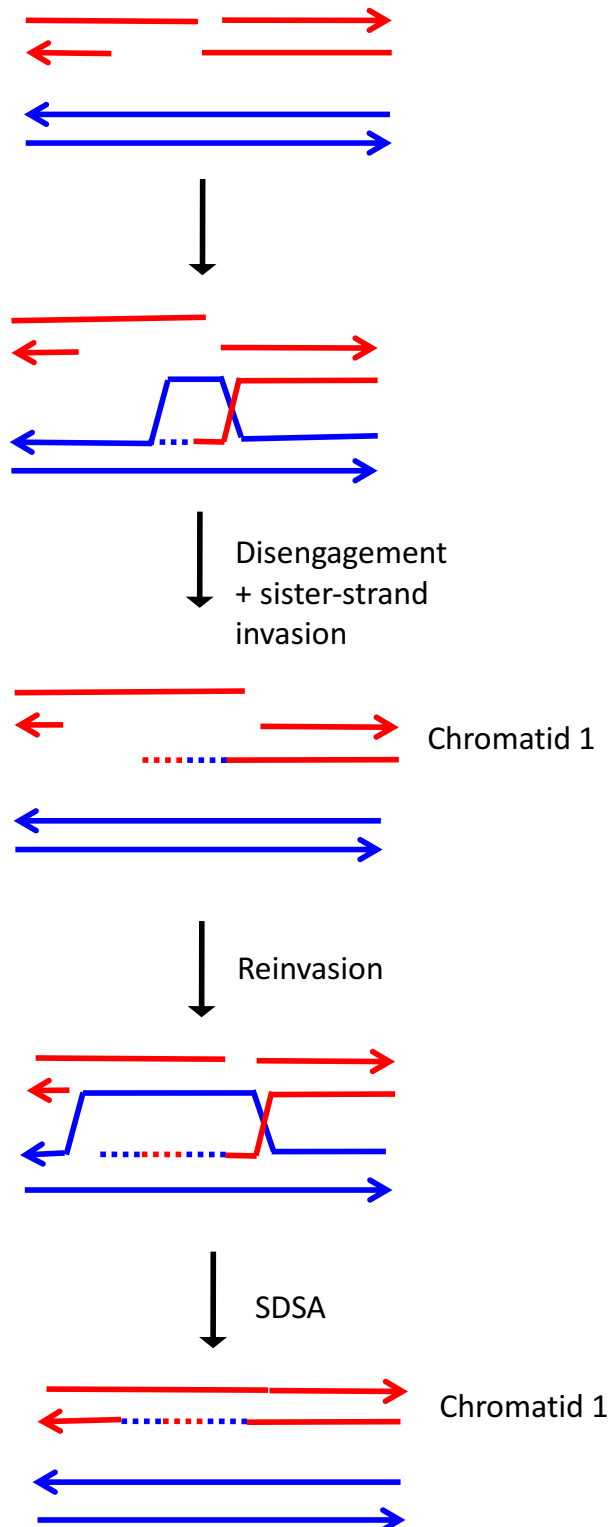 Disengagement
+ sister-strand
invasion
Chromatid 1
Reinvasion
SDSA
Chromatid 1